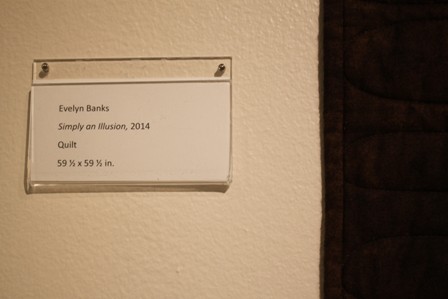 Evelyn Banks
Simply an Illusion, 2014
Quilt
59 ½ x 59 ½ in.